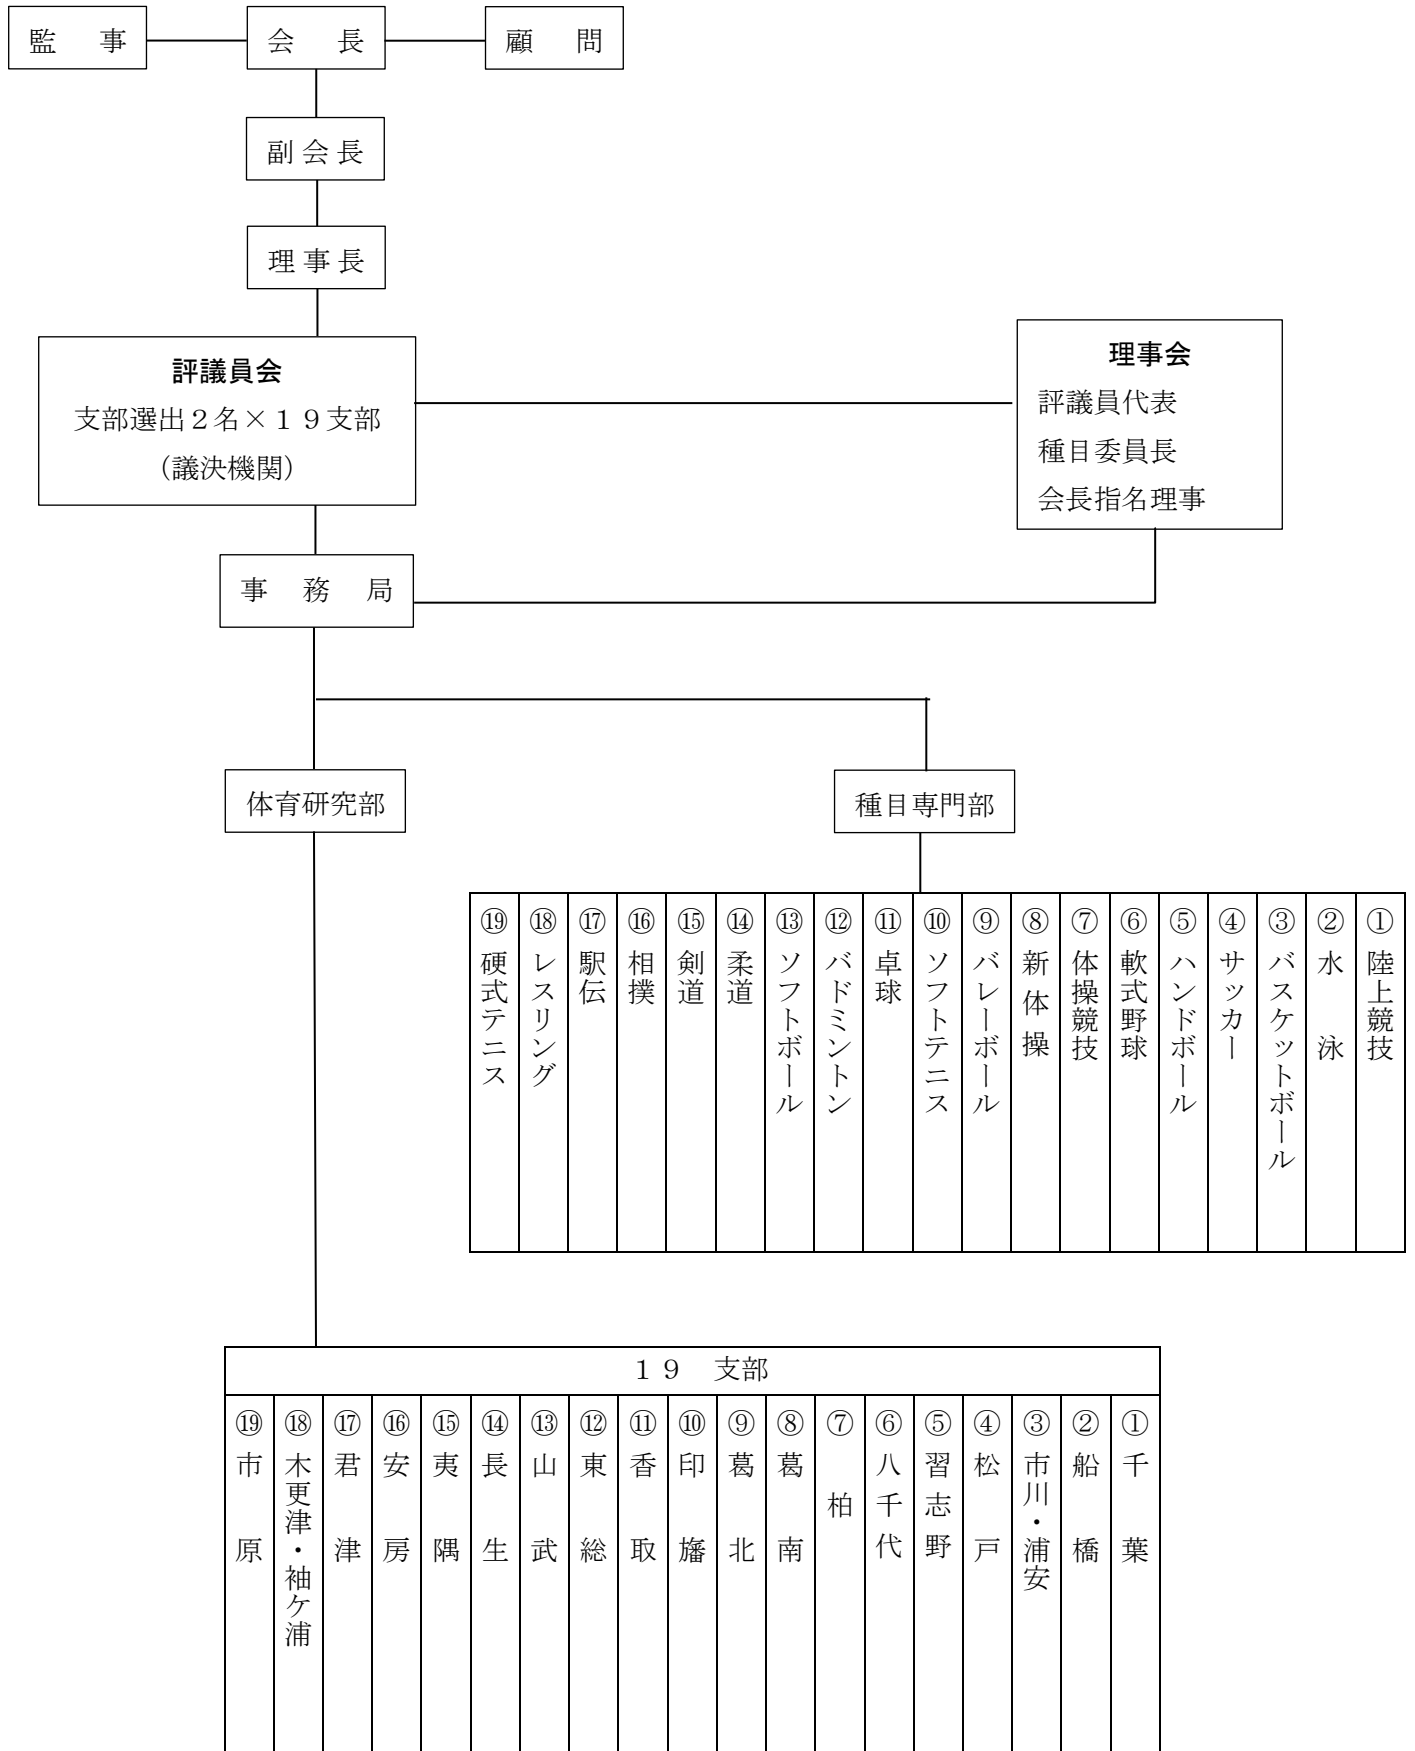 監　事
会　長
顧　問
副会長
理事長
評議員会
支部選出２名×１９支部
（議決機関）
理事会
評議員代表
種目委員長
会長指名理事
事　務　局
体育研究部
種目専門部
①陸上競技
②水　泳
③バスケットボール
④サッカー
⑤ハンドボール
⑥軟式野球
⑦体操競技
⑧新体操
⑨バレーボール
⑩ソフトテニス
⑪卓球
⑫バドミントン
⑬ソフトボール
⑭柔道
⑮剣道
⑯相撲
⑰駅伝
⑱レスリング
⑲硬式テニス
１９　支部
①千　葉
②船　橋
③市川・浦安
④松　戸
⑤習志野
⑥八千代
⑦柏
⑧葛　南
⑨葛　北
⑩印　旛
⑪香　取
⑫東　総
⑬山　武
⑭長　生
⑮夷　隅
⑯安　房
⑰君　津
⑱木更津・袖ケ浦
⑲市　原